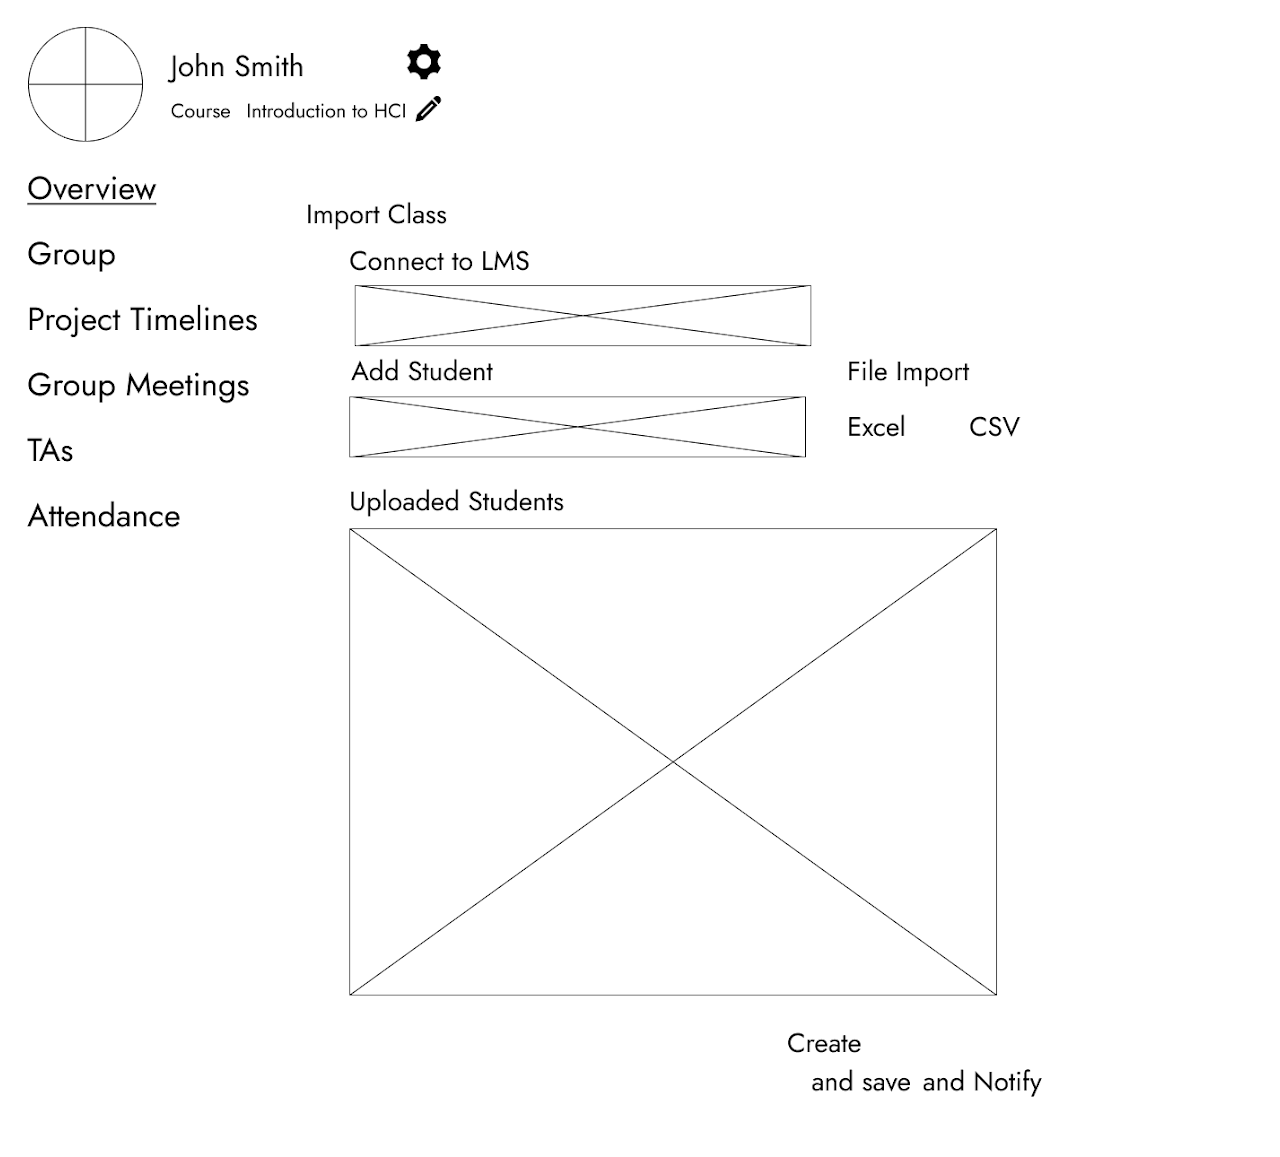 John Smith
Course Introduction to HCI
Overview
Group
Project Timelines
Group Meetings
TAs
Attendance
Import Class
Connect to LMS
Add Student
File Import
Excel CSV
Uploaded Students
Create
and save and Notify